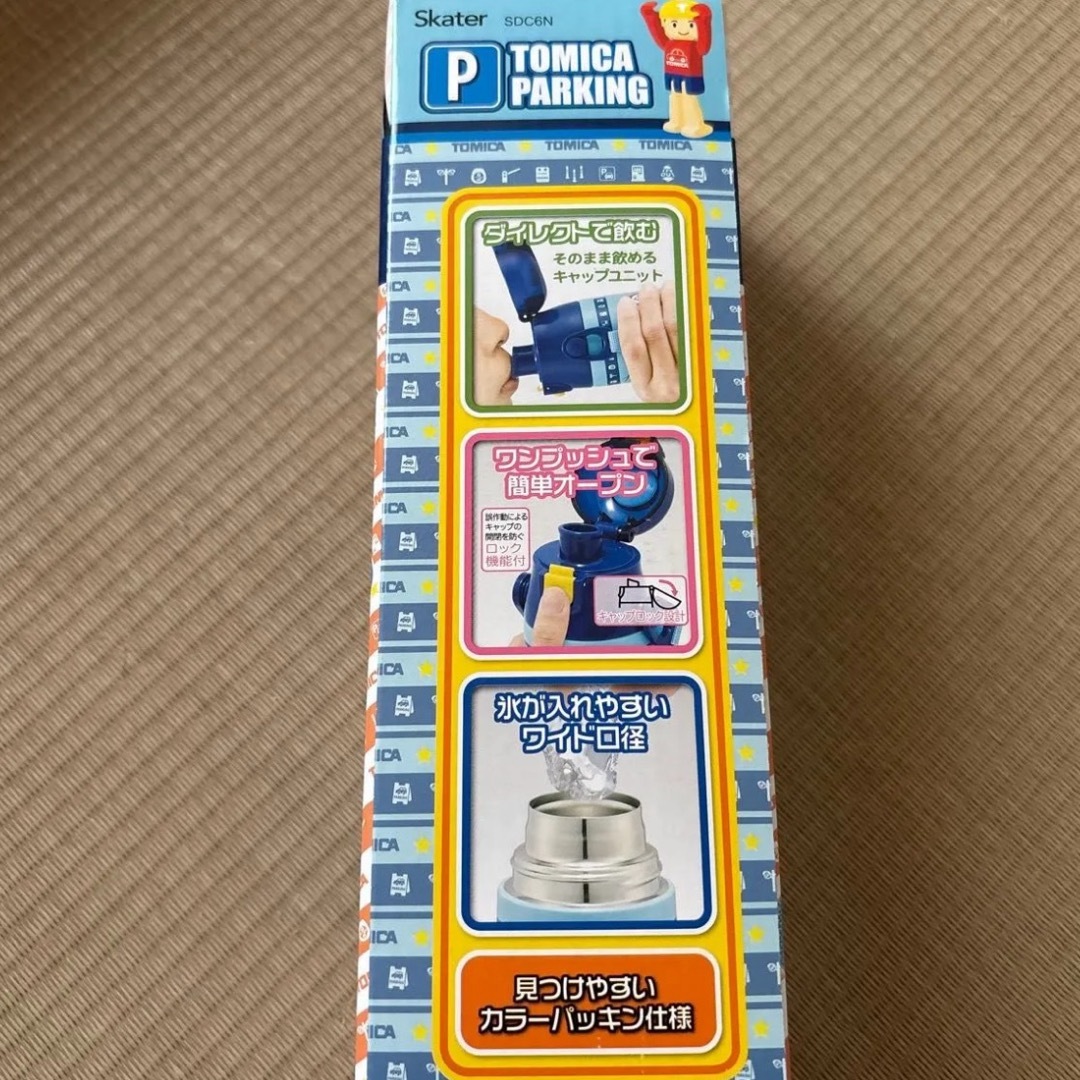 Skater SDC6N
P TOMICA
PARKING
TOMICA TOMICA TOMICA
ダイレクトで飲む
そのまま飲める
キャップユニット
ワンプッシュで
簡単オープン
誤作動による
キャップの
開閉を防ぐ
ロック
機能付
キャップロック設計
氷が入れやすい
ワイド口径
見つけやすい
カラーパッキン仕様